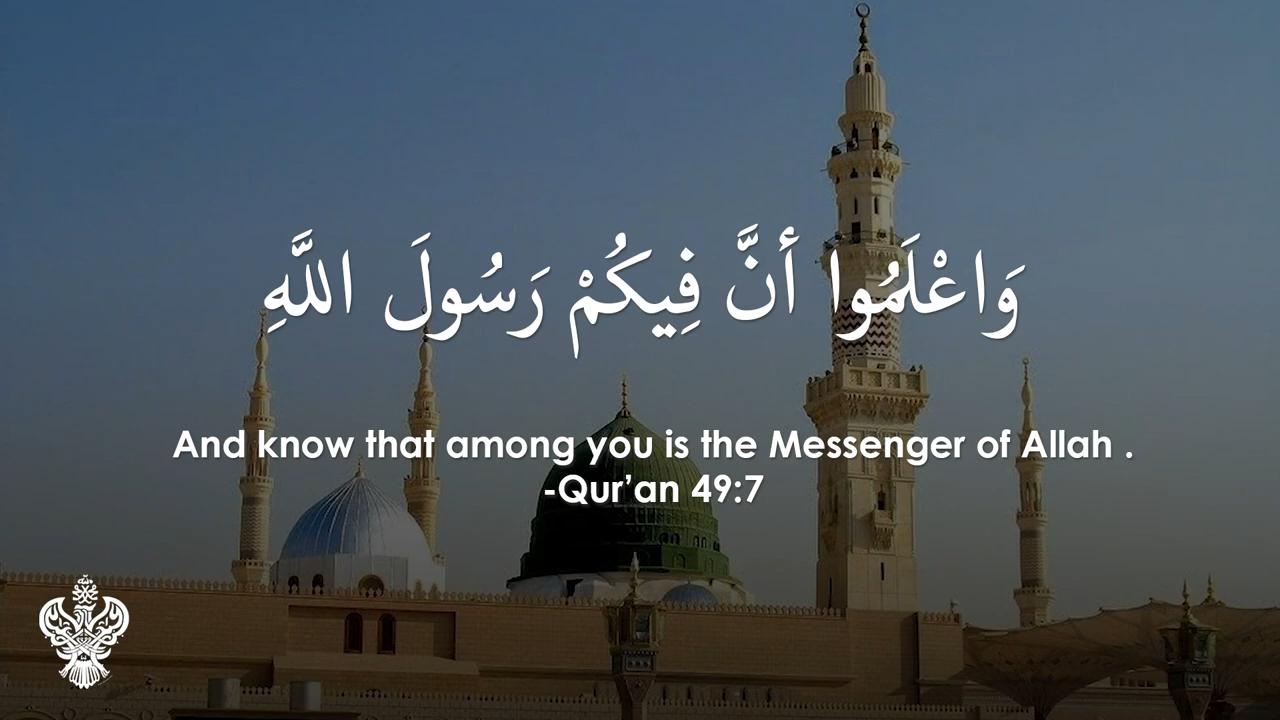 وَاعْلَمُوا أنَّ فِيكُمْ رَسُولَ اللَّهِ
And know that among you is the Messenger of Allah .
-Qur’an 49:7